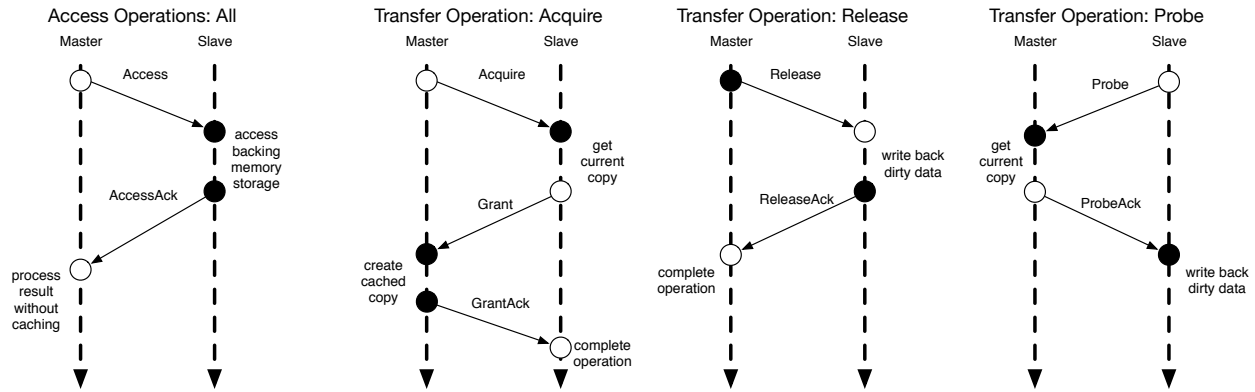 Access Operations: All
Master
Slave
Access
access
backing
memory
storage
AccessAck
process
result
without
caching
Transfer Operation: Acquire
Master
Slave
Acquire
get
current
copy
Grant
create
cached
copy
GrantAck
complete
operation
Transfer Operation: Release
Master
Slave
Release
write back
dirty data
ReleaseAck
complete
operation
Transfer Operation: Probe
Master
Slave
Probe
get
current
copy
ProbeAck
write back
dirty data